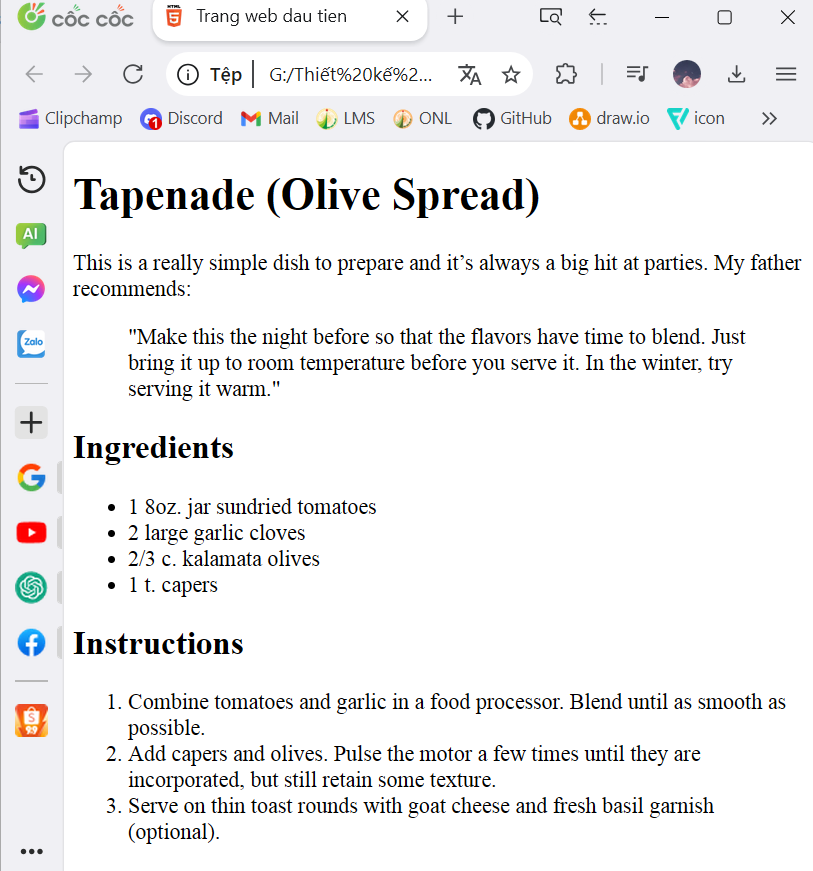 cốc cốc
Trang web dau tien
Tệp
G:/Thiết%20kế%2...
Clipchamp
1
Discord
Mail
LMS
ONL
GitHub
draw.io
icon
AI
Zalo
S
9.9
Tapenade (Olive Spread)
This is a really simple dish to prepare and it’s always a big hit at parties. My father
recommends:
"Make this the night before so that the flavors have time to blend. Just
bring it up to room temperature before you serve it. In the winter, try
serving it warm."
Ingredients
• 1 8oz. jar sundried tomatoes
• 2 large garlic cloves
• 2/3 c. kalamata olives
• 1 t. capers
Instructions
1. Combine tomatoes and garlic in a food processor. Blend until as smooth as
possible.
2. Add capers and olives. Pulse the motor a few times until they are
incorporated, but still retain some texture.
3. Serve on thin toast rounds with goat cheese and fresh basil garnish
(optional).